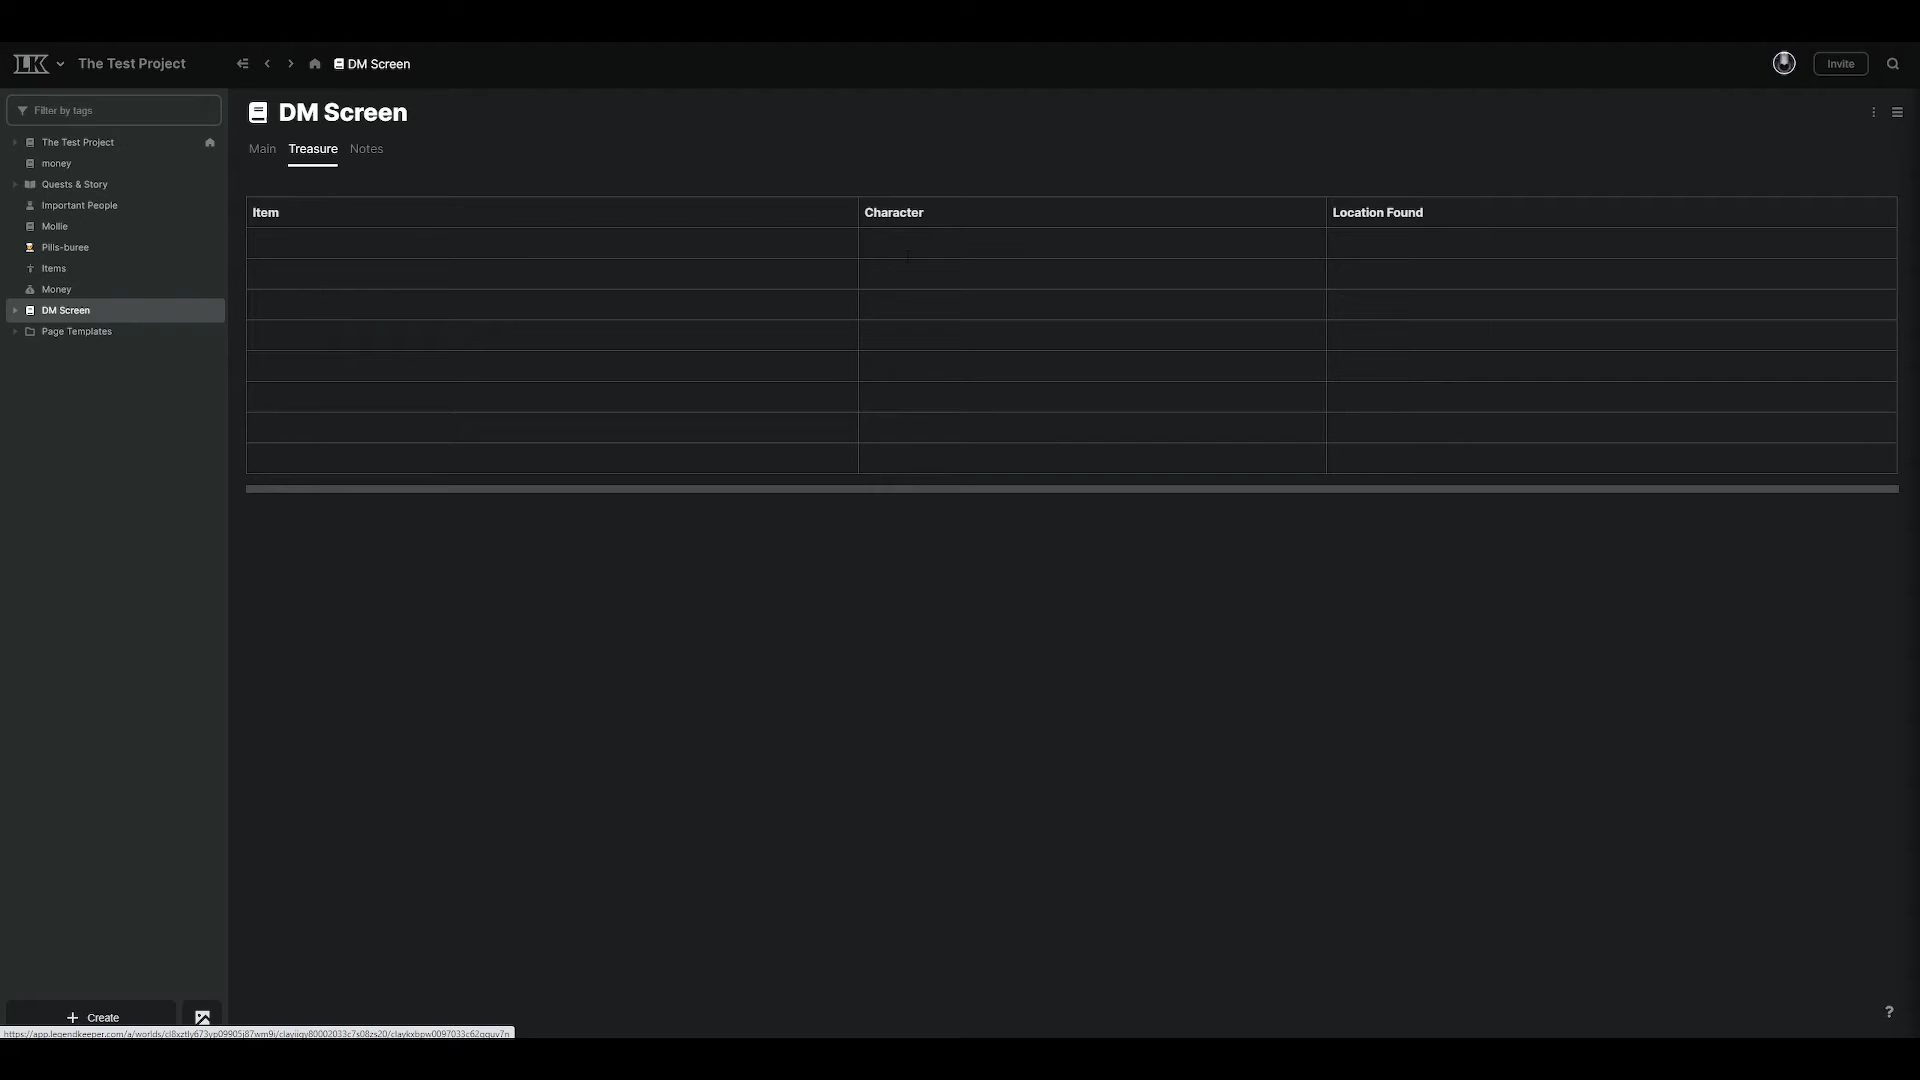 LK The Test Project DM Screen Invite
Filter by tags
The Test Project
money
Quests & Story
Important People
Mollie
Pills-buree
Items
Money
DM Screen
Page Templates
DM Screen
Main Treasure Notes
Item Character Location Found
+ Create
?